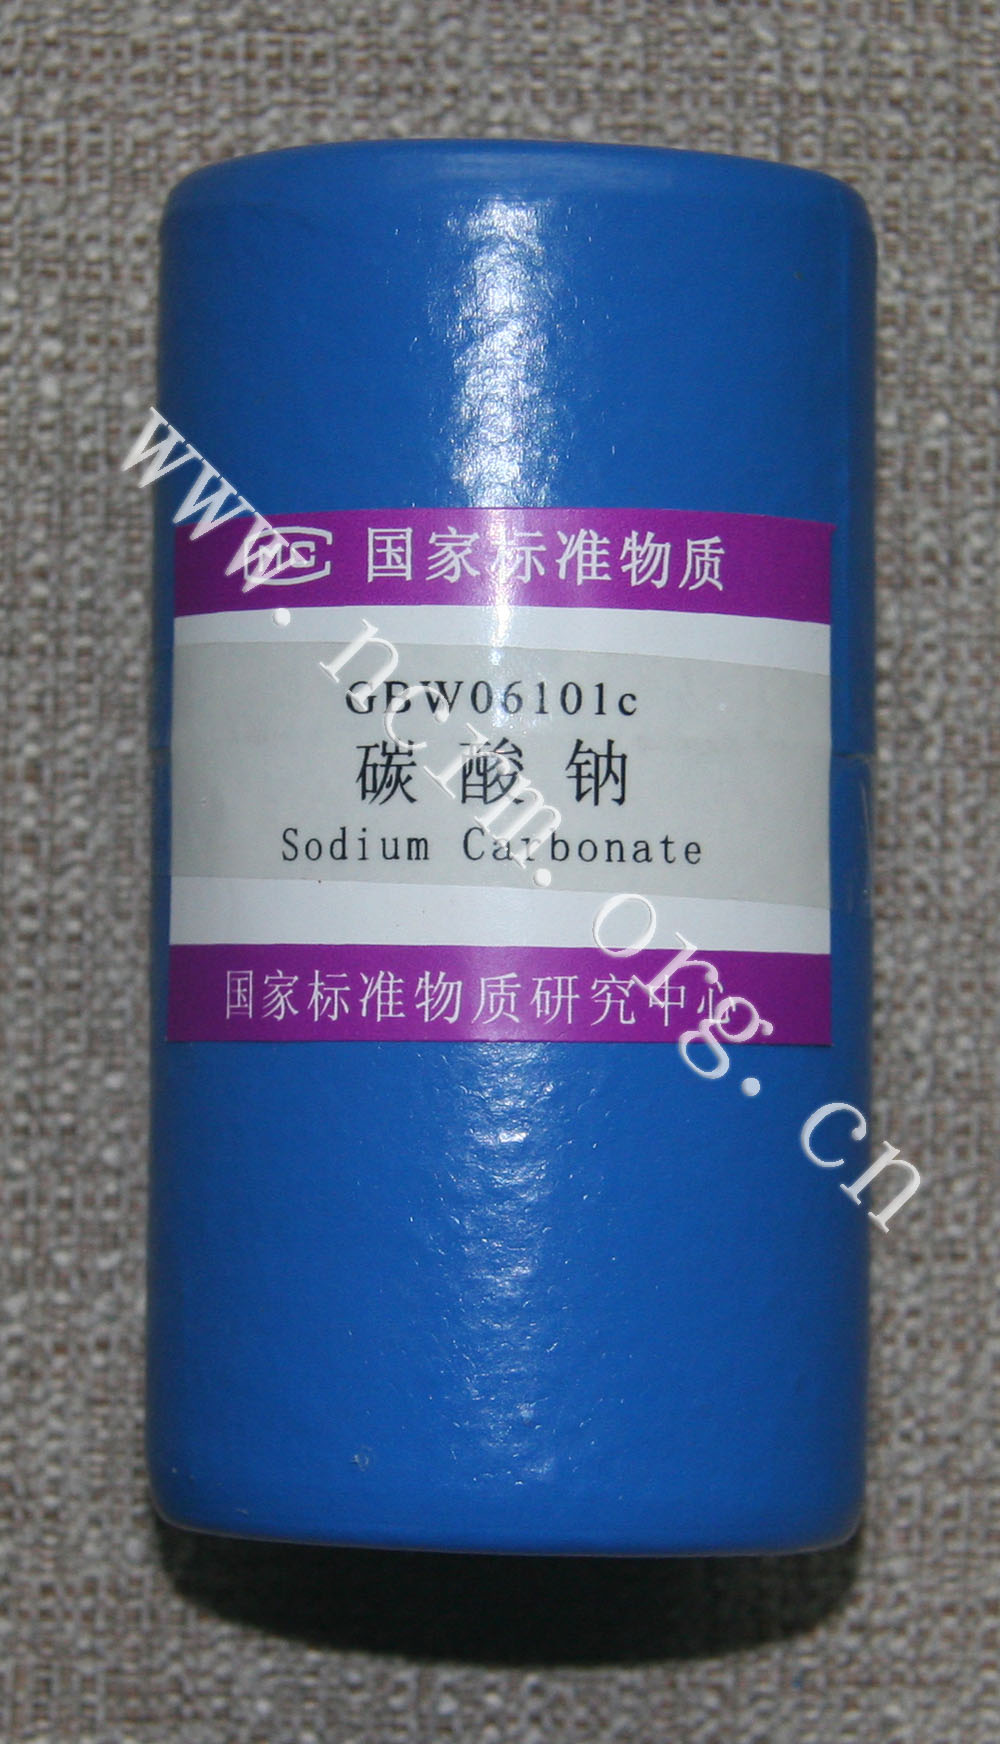 MC 国家标准物质
GBW06101c
碳酸钠
Sodium Carbonate
国家标准物质研究中心
www.ncrm.org.cn